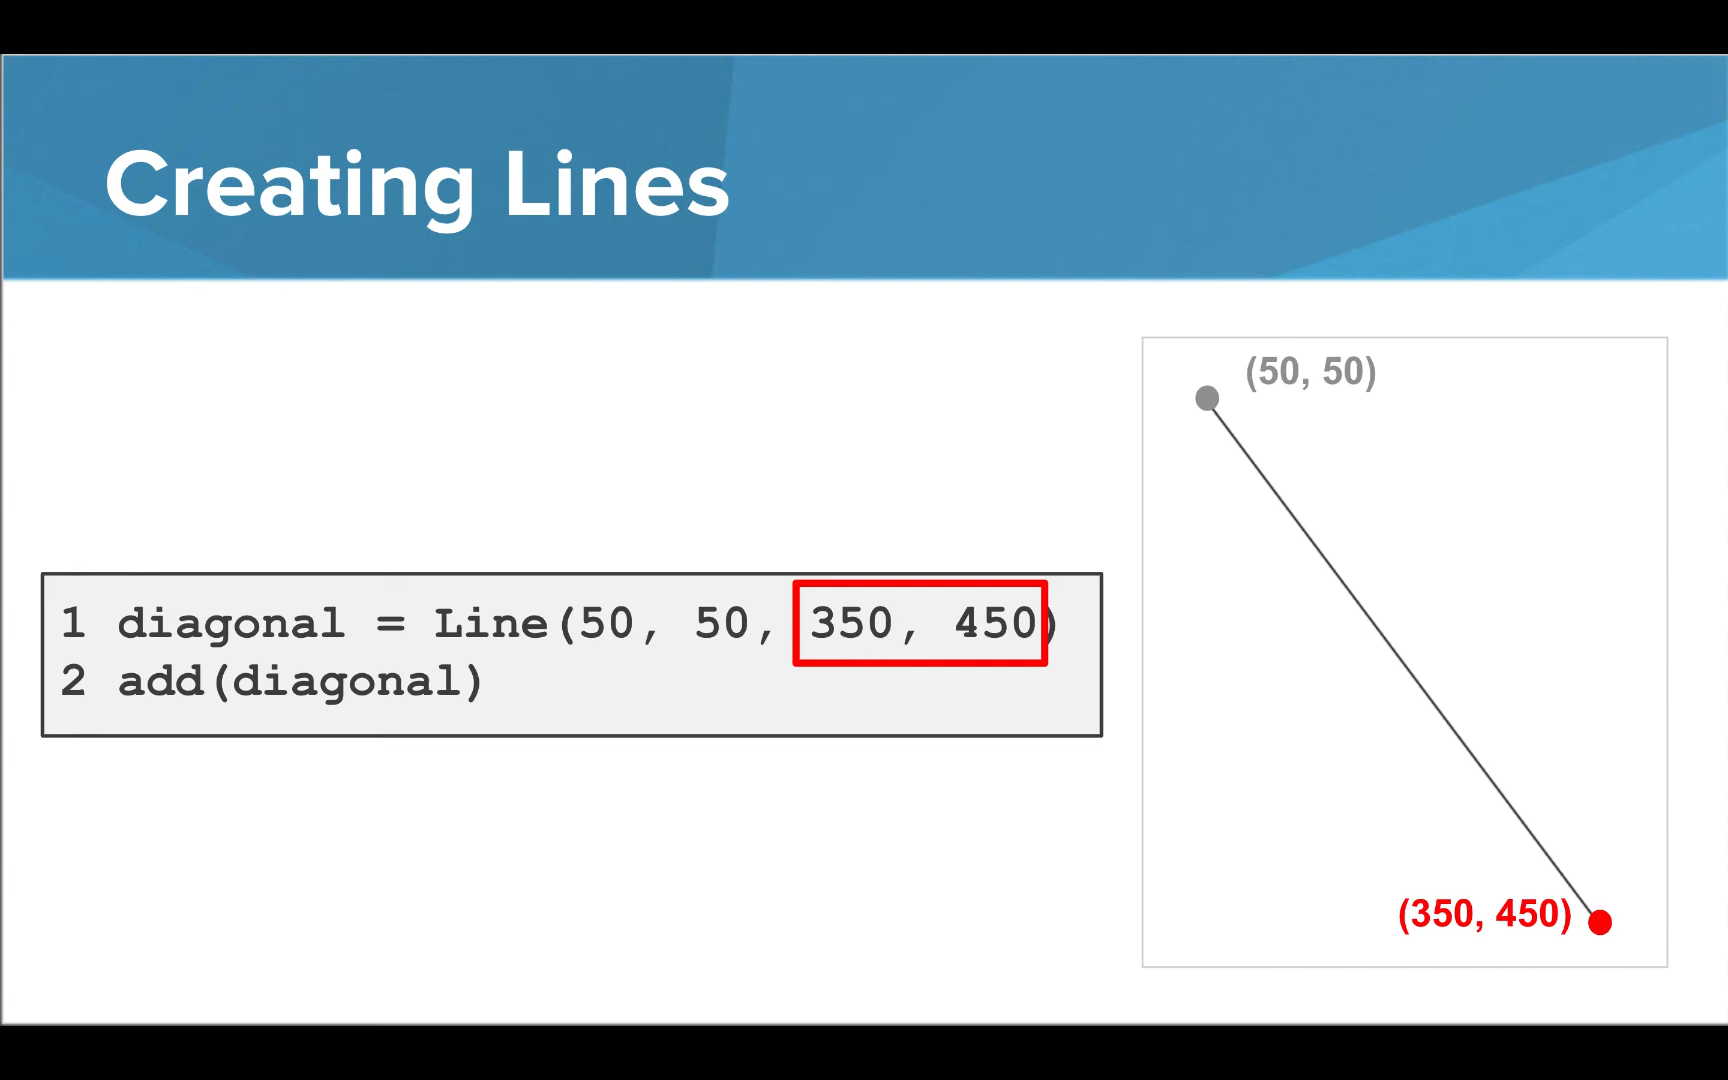 Creating Lines
(50, 50)
1 diagonal = Line(50, 50, 350, 450)
2 add(diagonal)
(350, 450)